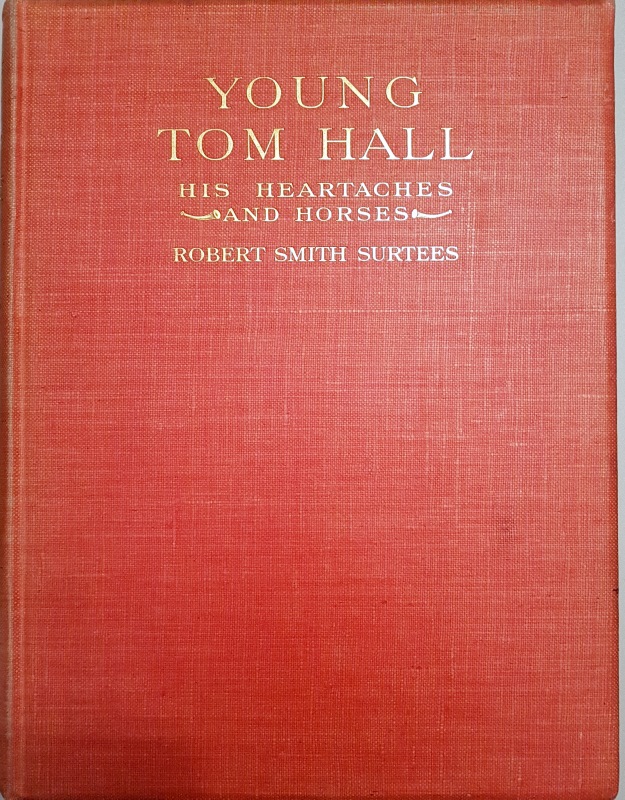 YOUNG
TOM HALL
HIS HEARTACHES
AND HORSES
ROBERT SMITH SURTEES